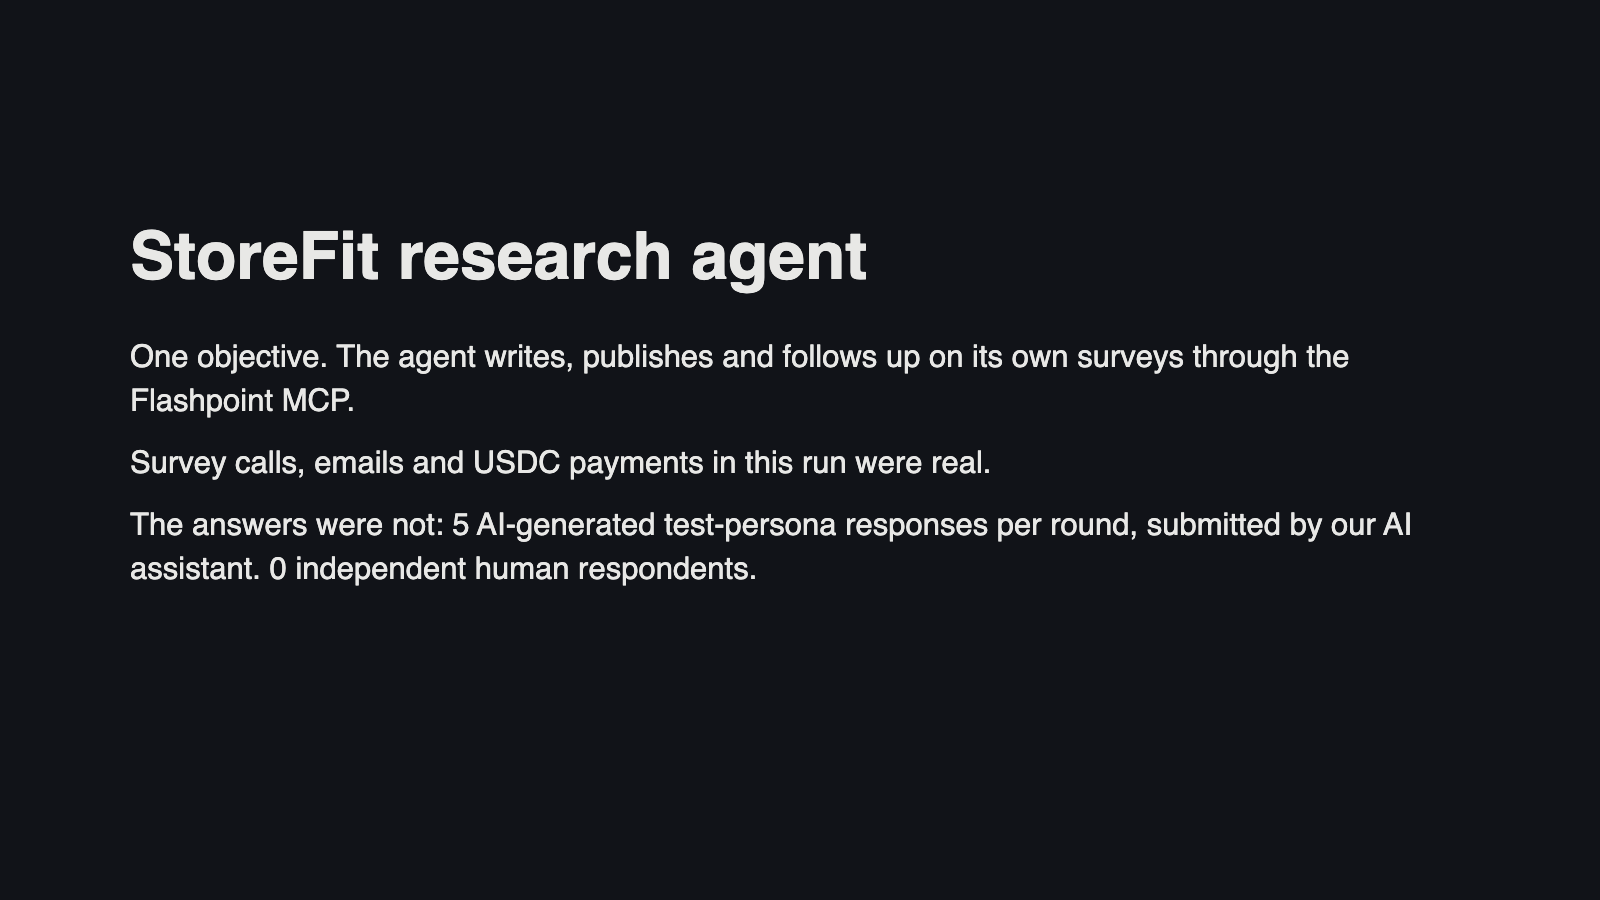 StoreFit research agent
One objective. The agent writes, publishes and follows up on its own surveys through the
Flashpoint MCP.
Survey calls, emails and USDC payments in this run were real.
The answers were not: 5 AI-generated test-persona responses per round, submitted by our AI
assistant. 0 independent human respondents.